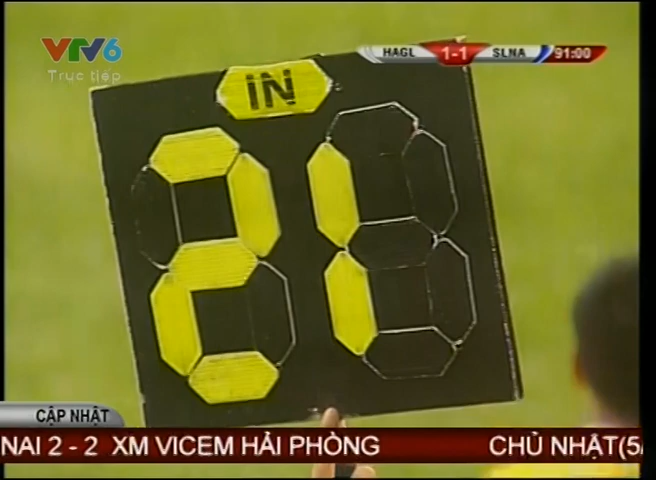 VTV6
Trực tiếp
HAGL 1-1 SLNA 91:00
IN
21
CẬP NHẬT
NAI 2 - 2 XM VICEM HẢI PHÒNG CHỦ NHẬT(5/